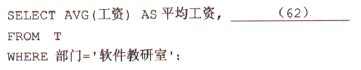 SELECT AVG(工资) AS 平均工资, (62)
FROM T
WHERE 部门='软件教研室';